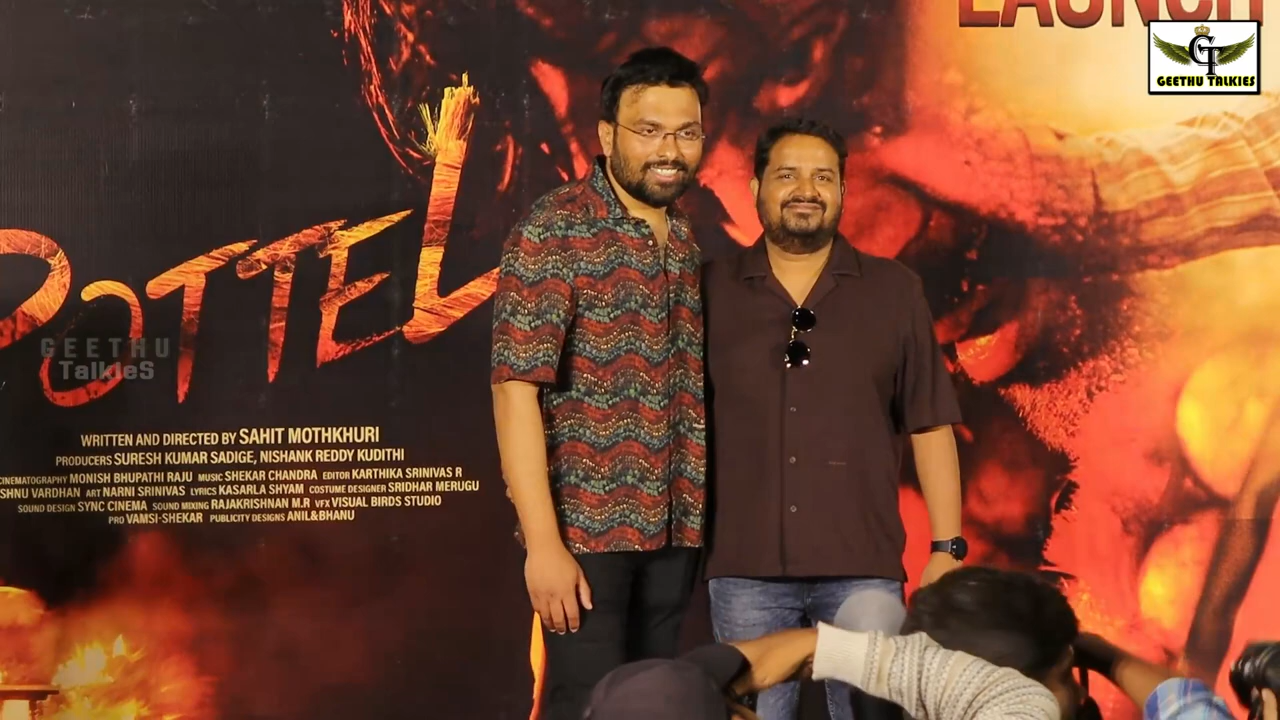 LAUNCH
GT
GEETHU TALKIES
POTTEL
GEETHU
TalkieS
WRITTEN AND DIRECTED BY SAHIT MOTHKHURI
PRODUCERS SURESH KUMAR SADIGE, NISHANK REDDY KUDITHI
CINEMATOGRAPHY MONISH BHUPATHI RAJU MUSIC SHEKAR CHANDRA EDITOR KARTHIKA SRINIVAS R
SHNU VARDHAN ART NARNI SRINIVAS LYRICS KASARLA SHYAM COSTUME DESIGNER SRIDHAR MERUGU
SOUND DESIGN SYNC CINEMA SOUND MIXING RAJAKRISHNAN M.R VFX VISUAL BIRDS STUDIO
PRO VAMSI-SHEKAR PUBLICITY DESIGNS ANIL&BHANU